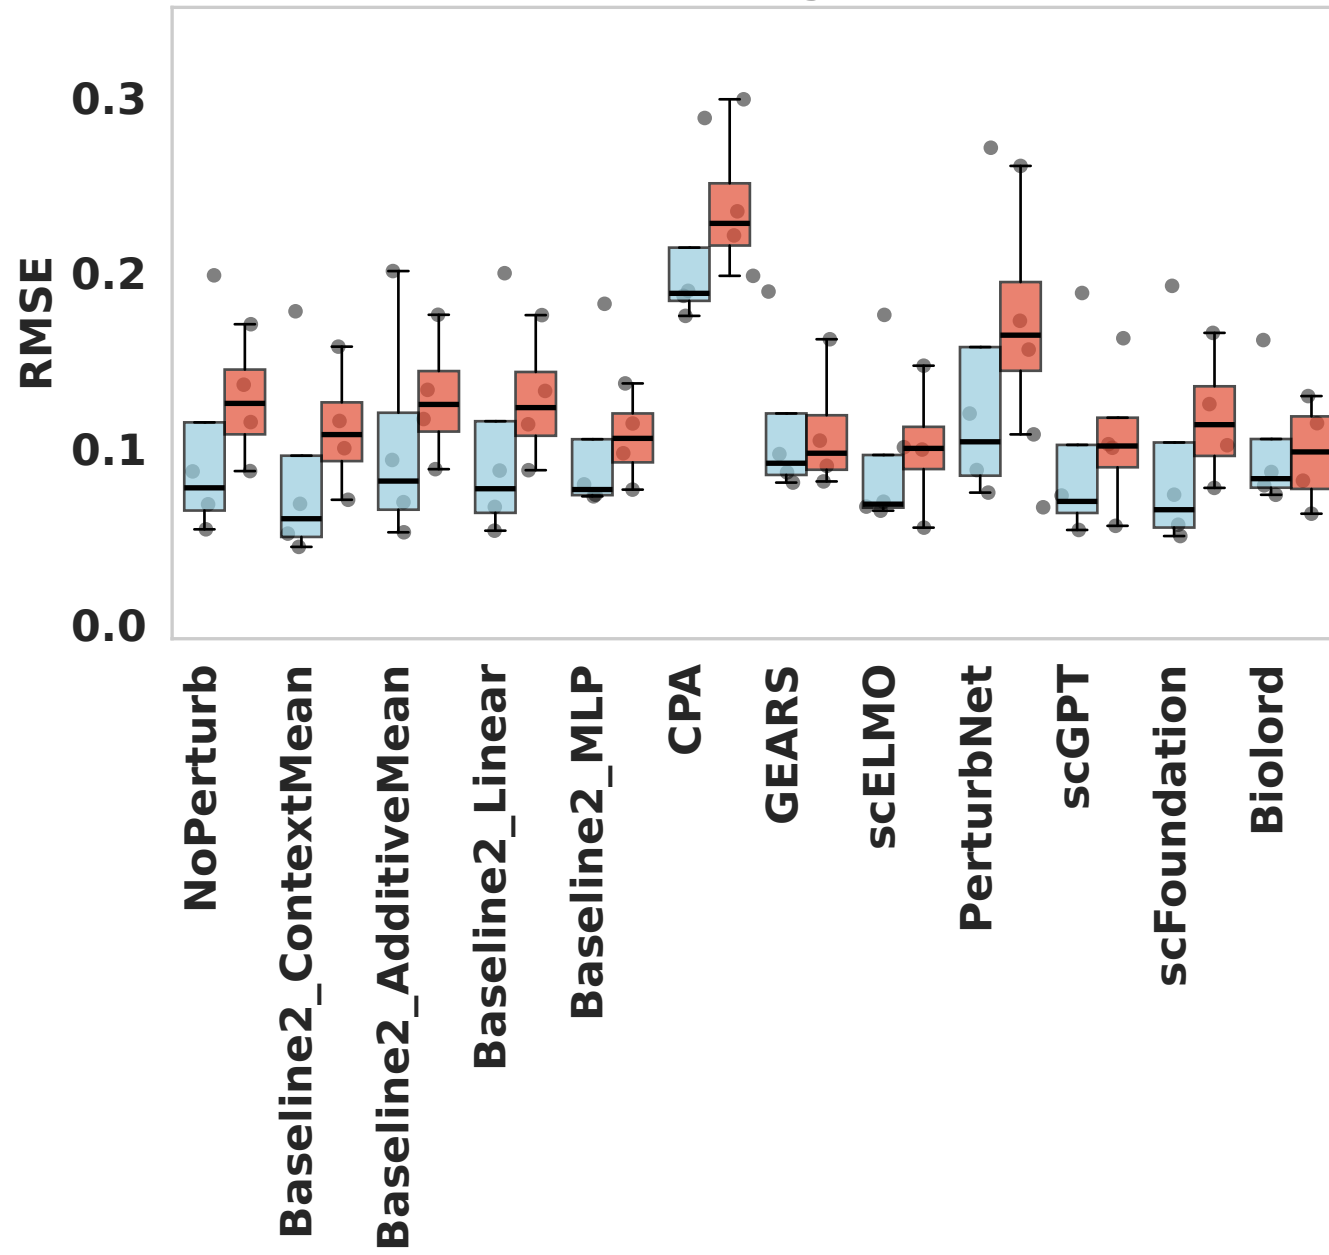 0.3
0.2
0.1
0.0
RMSE
NoPerturb
Baseline2_ContextMean
Baseline2_AdditiveMean
Baseline2_Linear
Baseline2_MLP
CPA
GEARS
scELMO
PerturbNet
scGPT
scFoundation
Biolord